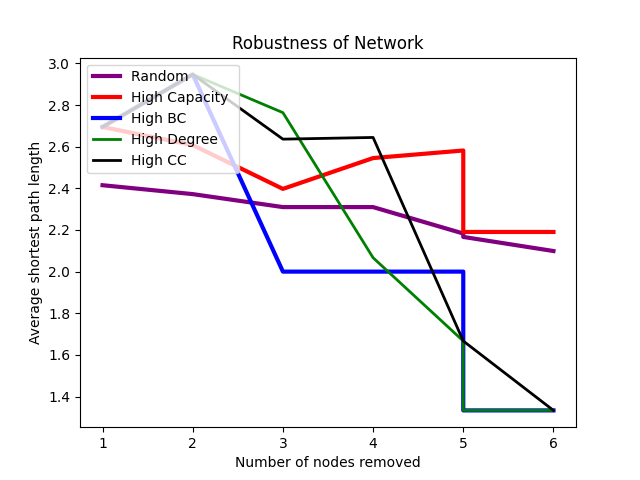 Robustness of Network
Random
High Capacity
High BC
High Degree
High CC
Average shortest path length
3.0
2.8
2.6
2.4
2.2
2.0
1.8
1.6
1.4
1 2 3 4 5 6
Number of nodes removed